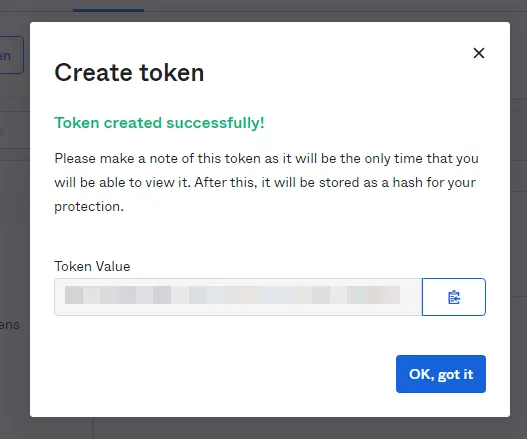 en
Create token
Token created successfully!
Please make a note of this token as it will be the only time that you
will be able to view it. After this, it will be stored as a hash for your
protection.
Token Value
ens
OK, got it